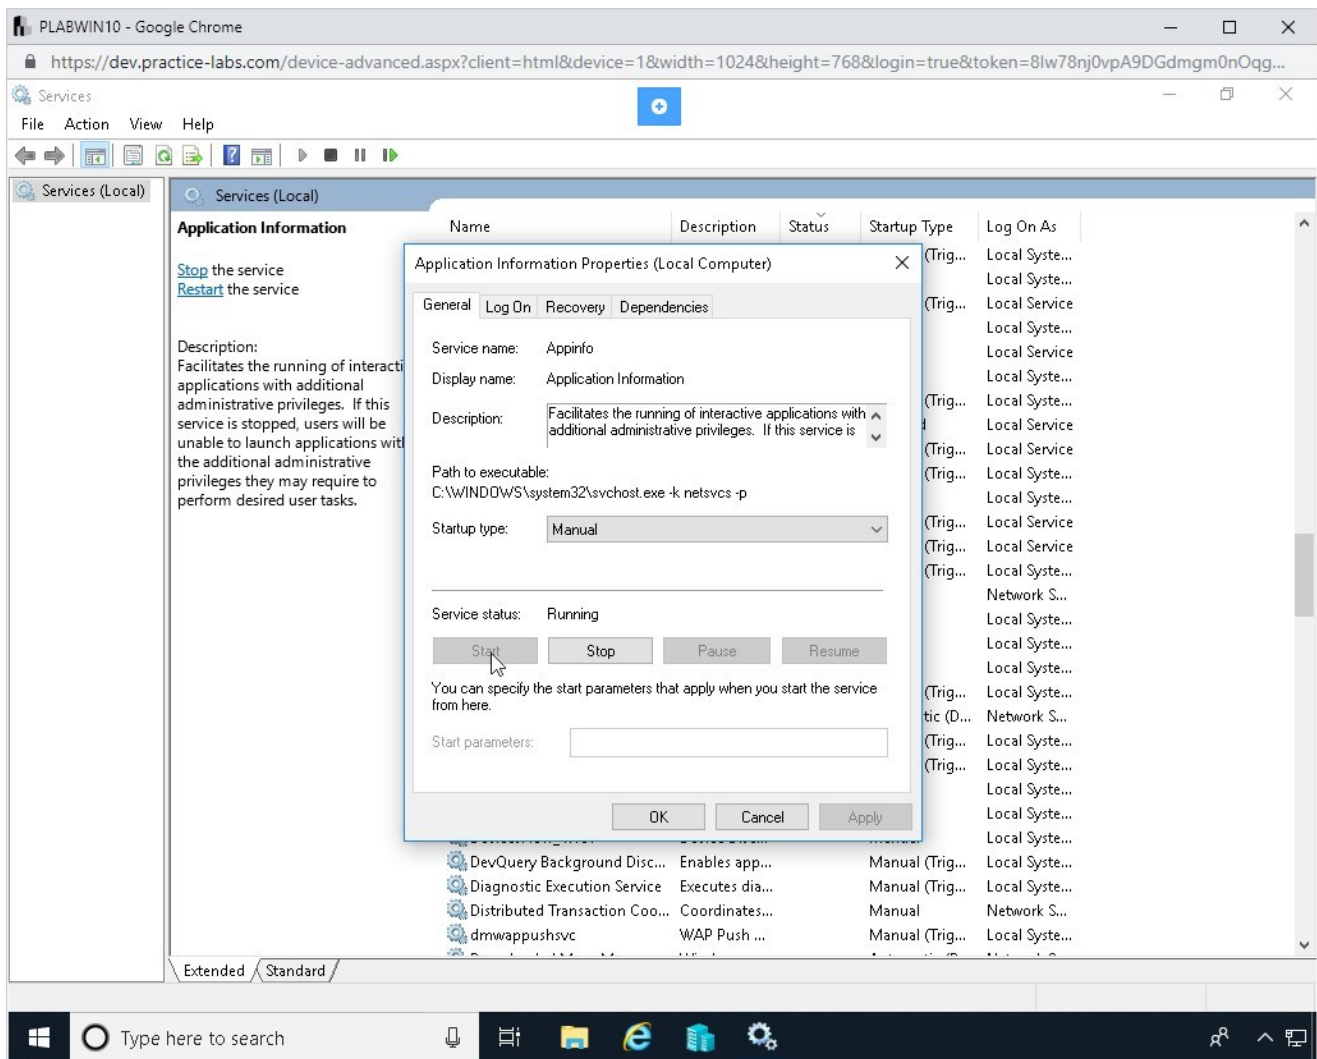 PLABWIN10 - Google Chrome
https://dev.practice-labs.com/device-advanced.aspx?client=html&device=1&width=1024&height=768&login=true&token=8lw78nj0vpA9DGdmgm0nOqg...
Services
File Action View Help
Services (Local)
Services (Local)
Application Information
Stop the service
Restart the service
Description:
Facilitates the running of interacti
applications with additional
administrative privileges. If this
service is stopped, users will be
unable to launch applications wit
the additional administrative
privileges they may require to
perform desired user tasks.
Name Description Status Startup Type Log On As
(Trig... Local Syste...
Local Syste...
(Trig... Local Service
Local Syste...
Local Service
Local Syste...
(Trig... Local Syste...
Local Service
(Trig... Local Service
(Trig... Local Syste...
Local Syste...
(Trig... Local Service
(Trig... Local Service
(Trig... Local Syste...
Network S...
Local Syste...
Local Syste...
Local Syste...
(Trig... Local Syste...
tic (D... Network S...
(Trig... Local Syste...
(Trig... Local Syste...
Local Syste...
Local Syste...
Local Syste...
DevQuery Background Disc... Enables app... Manual (Trig... Local Syste...
Diagnostic Execution Service Executes dia... Manual (Trig... Local Syste...
Distributed Transaction Coo... Coordinates... Manual Network S...
dmwappushsvc WAP Push ... Manual (Trig... Local Syste...
Application Information Properties (Local Computer)
General Log On Recovery Dependencies
Service name: Appinfo
Display name: Application Information
Description: Facilitates the running of interactive applications with
additional administrative privileges. If this service is
Path to executable:
C:\WINDOWS\system32\svchost.exe -k netsvcs -p
Startup type: Manual
Service status: Running
Start Stop Pause Resume
You can specify the start parameters that apply when you start the service
from here.
Start parameters:
OK Cancel Apply
Extended Standard
Type here to search